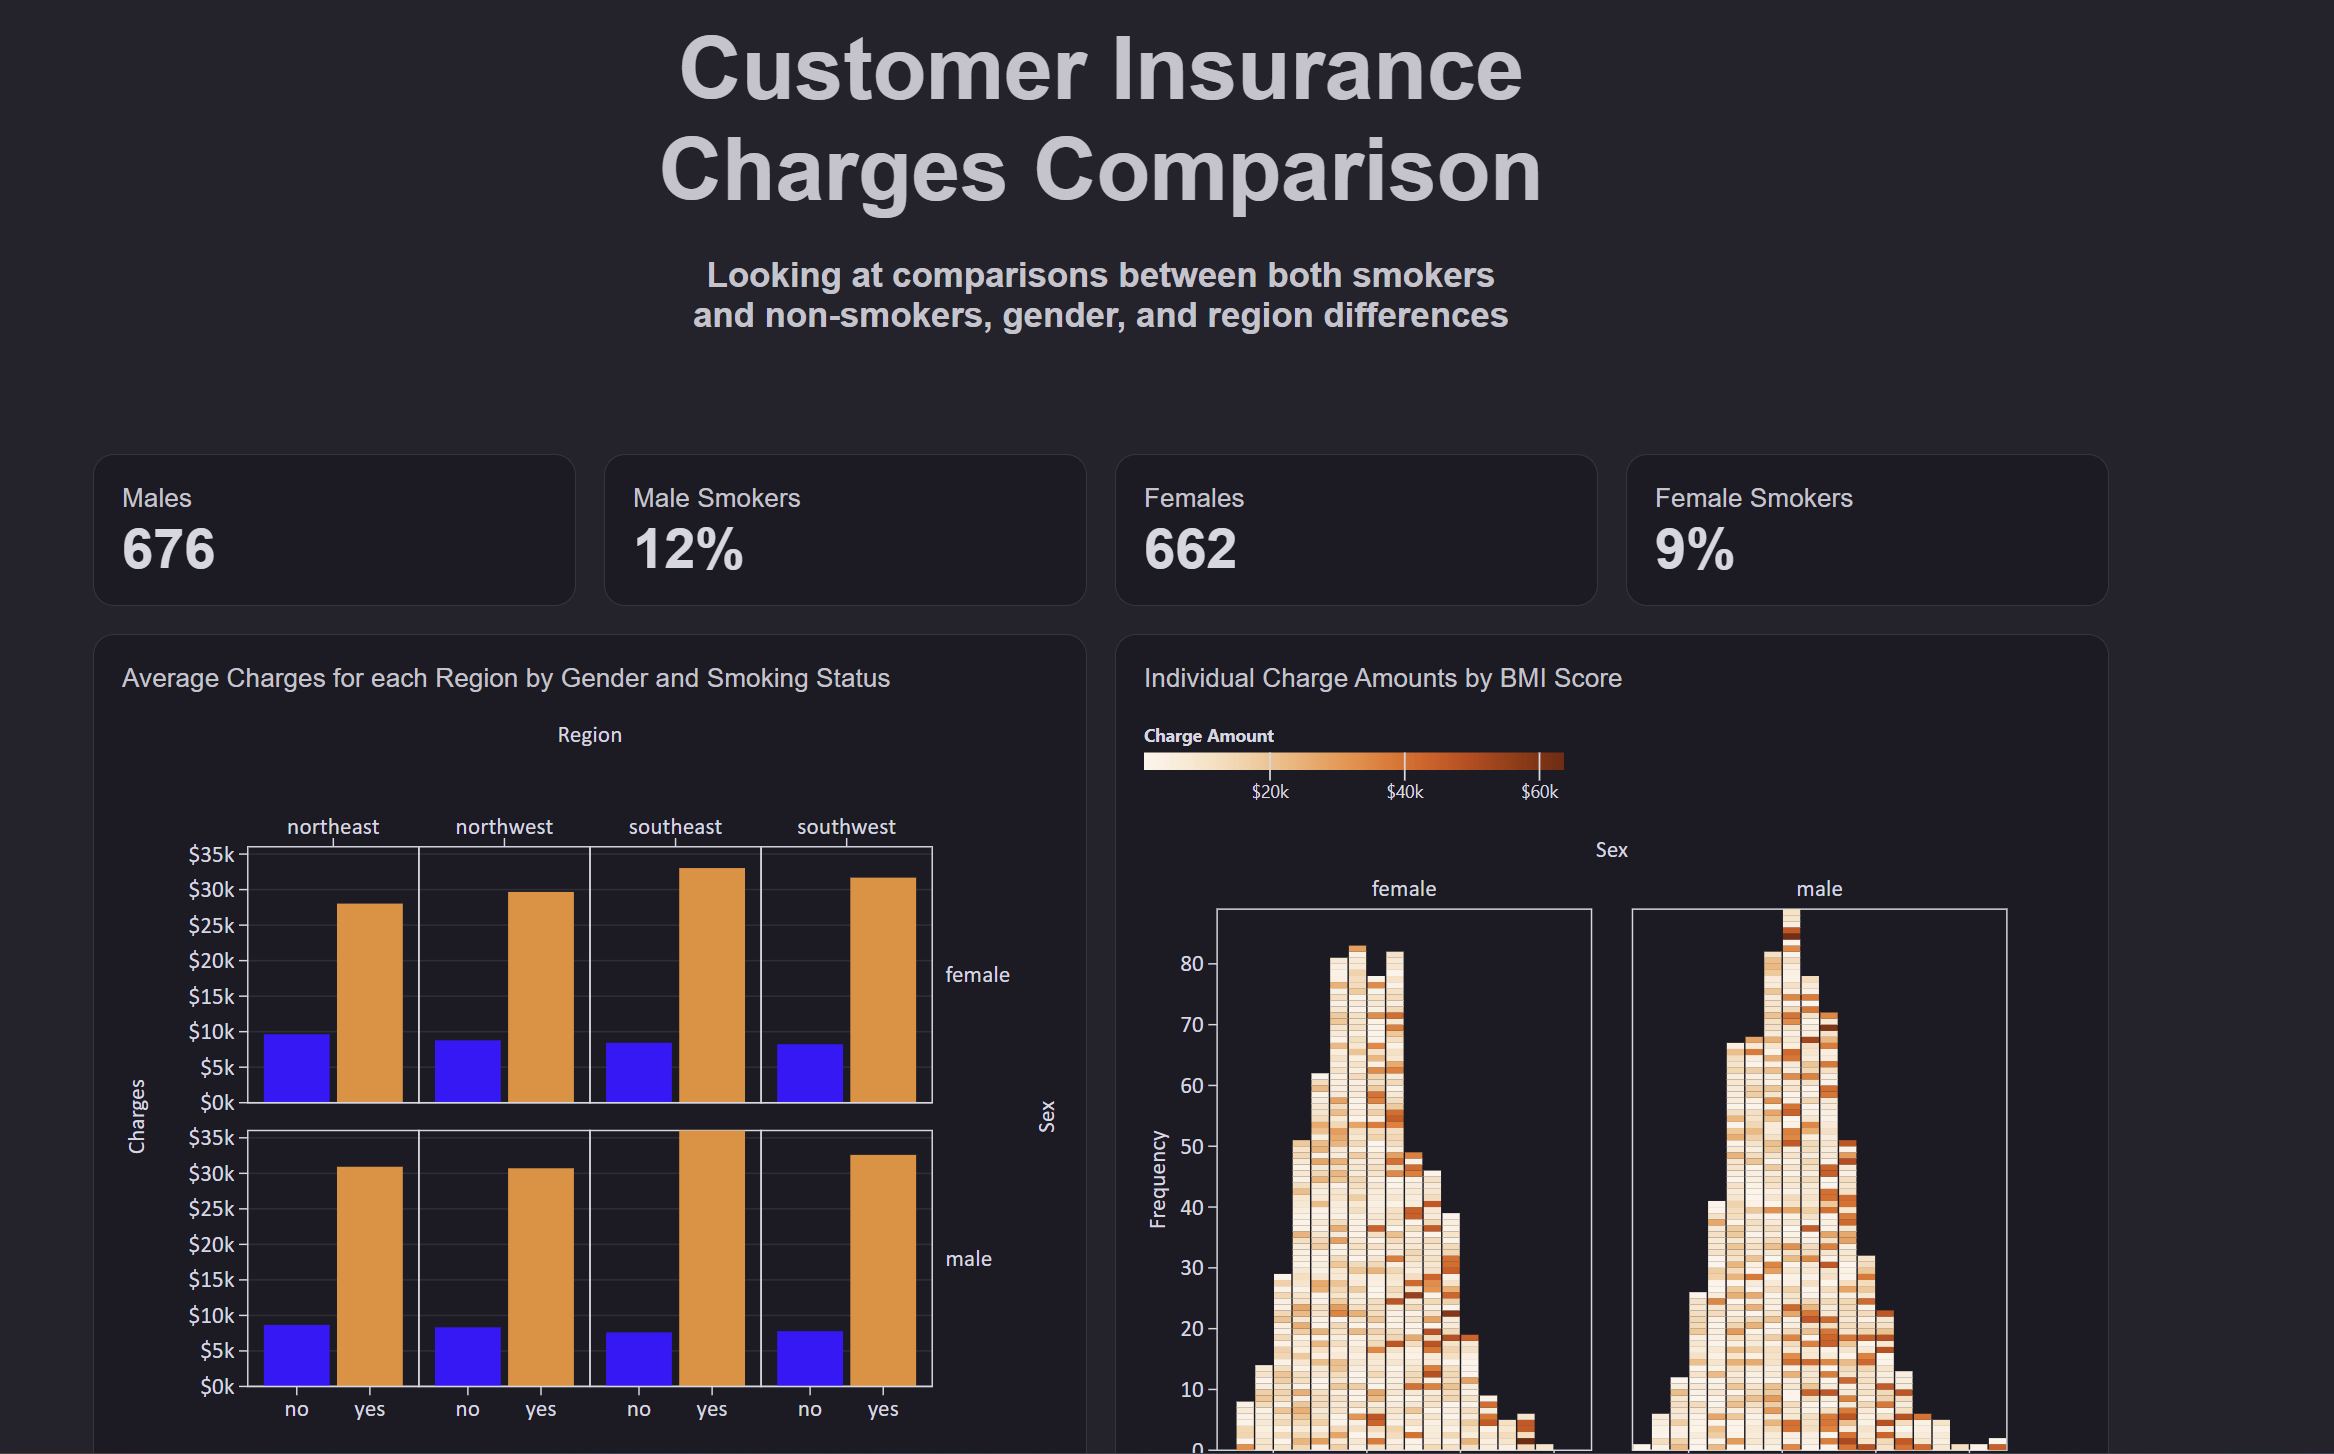 Customer Insurance
Charges Comparison
Looking at comparisons between both smokers
and non-smokers, gender, and region differences
Males
676
Male Smokers
12%
Females
662
Female Smokers
9%
Average Charges for each Region by Gender and Smoking Status
Region
northeast
northwest
southeast
southwest
$35k
$30k
$25k
$20k
$15k
$10k
$5k
$0k
female
Charges
Sex
$35k
$30k
$25k
$20k
$15k
$10k
$5k
$0k
male
no
yes
no
yes
no
yes
no
yes
Individual Charge Amounts by BMI Score
Charge Amount
$20k
$40k
$60k
Sex
female
male
Frequency
80
70
60
50
40
30
20
10
0